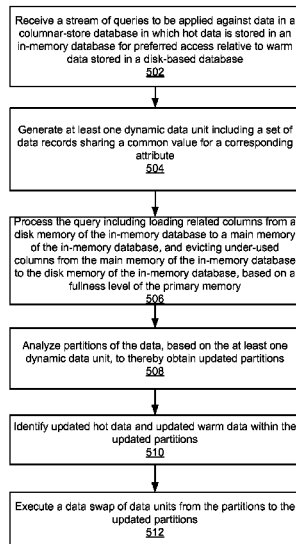 Receive a stream of queries to be applied against data in a
columnar-store database in which hot data is stored in an
in-memory database for preferred access relative to warm
data stored in a disk-based database
502
Generate at least one dynamic data unit including a set of
data records sharing a common value for a corresponding
attribute
504
Process the query including loading related columns from a
disk memory of the in-memory database to a main memory
of the in-memory database, and evicting under-used
columns from the main memory of the in-memory database
to the disk memory of the in-memory database, based on a
fullness level of the primary memory
506
Analyze partitions of the data, based on the at least one
dynamic data unit, to thereby obtain updated partitions
508
Identify updated hot data and updated warm data within the
updated partitions
510
Execute a data swap of data units from the partitions to the
updated partitions
512